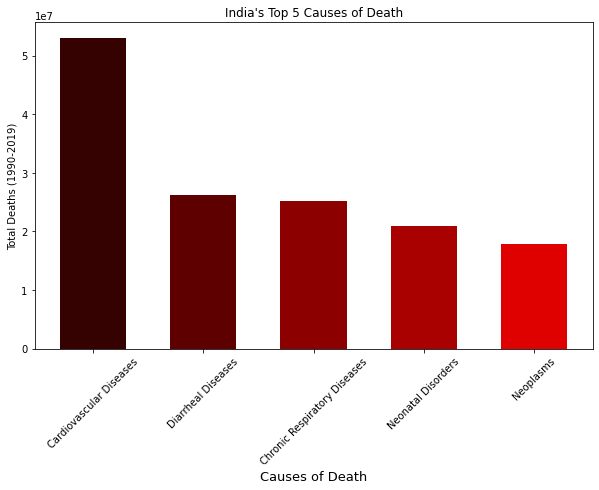 India's Top 5 Causes of Death
1e7
Total Deaths (1990-2019)
5
4
3
2
1
0
Cardiovascular Diseases
Diarrheal Diseases
Chronic Respiratory Diseases
Neonatal Disorders
Neoplasms
Causes of Death